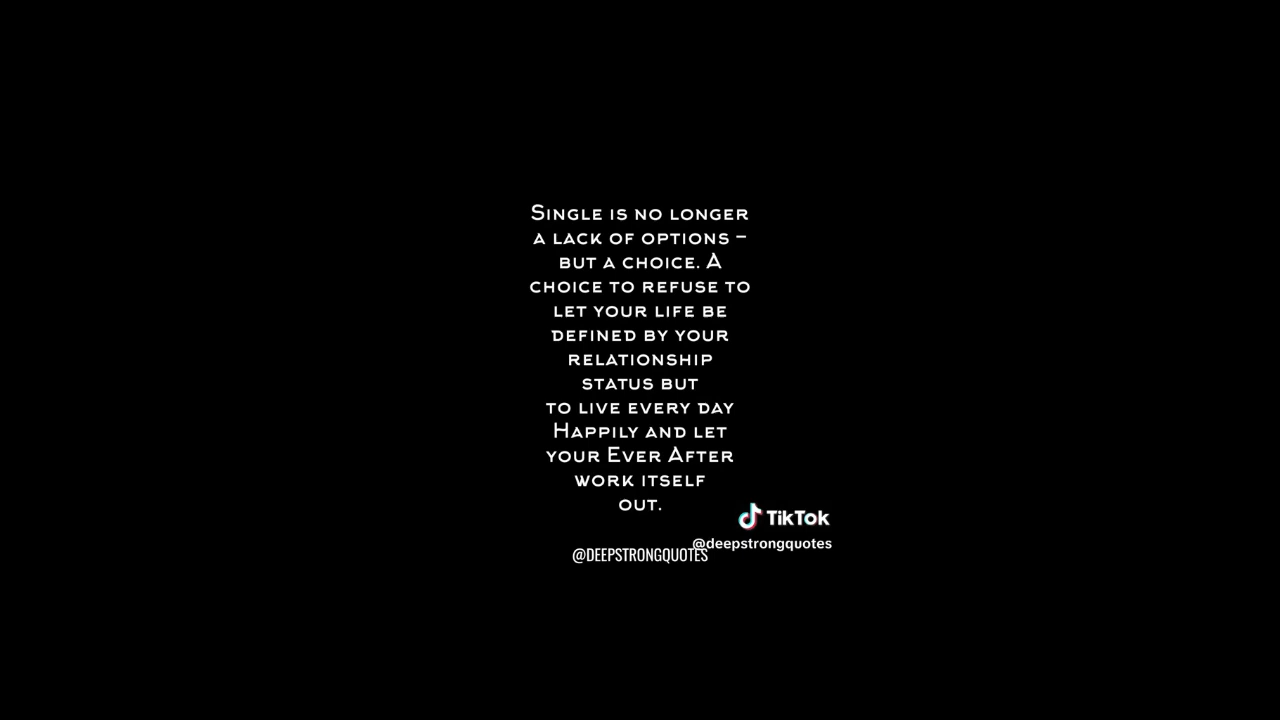 Single is no longer
a lack of options –
but a choice. A
choice to refuse to
let your life be
defined by your
relationship
status but
to live every day
Happily and let
your Ever After
work itself
out.
TikTok
@deepstrongquotes
@DEEPSTRONGQUOTES